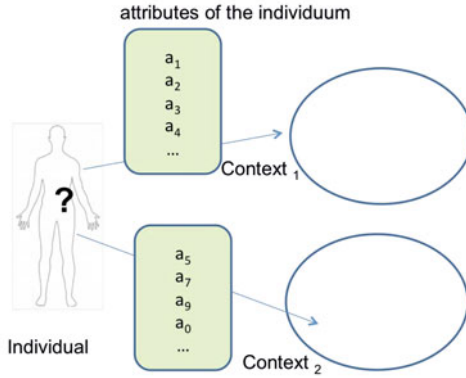 attributes of the individuum
a1
a2
a3
a4
...
Context 1
?
a5
a7
a9
a0
...
Individual
Context 2